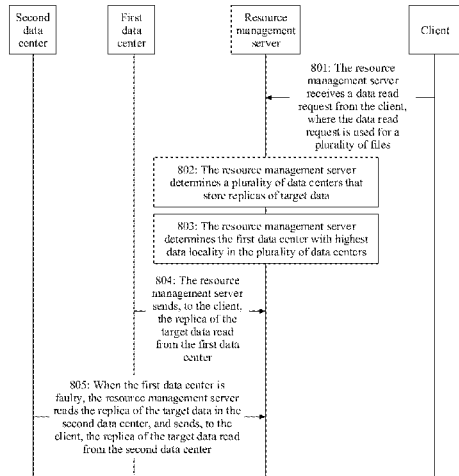 Second
data
center
First
data
center
Resource
management
server
Client
801: The resource
management server
receives a data read
request from the client,
where the data read
request is used for a
plurality of files
802: The resource management server
determines a plurality of data centers that
store replicas of target data
803: The resource management server
determines the first data center with highest
data locality in the plurality of data centers
804: The resource
management server
sends, to the client,
the replica of the
target data read
from the first data
center
805: When the first data center is
faulty, the resource management server
reads the replica of the target data in the
second data center, and sends, to the
client, the replica of the target data read
from the second data center